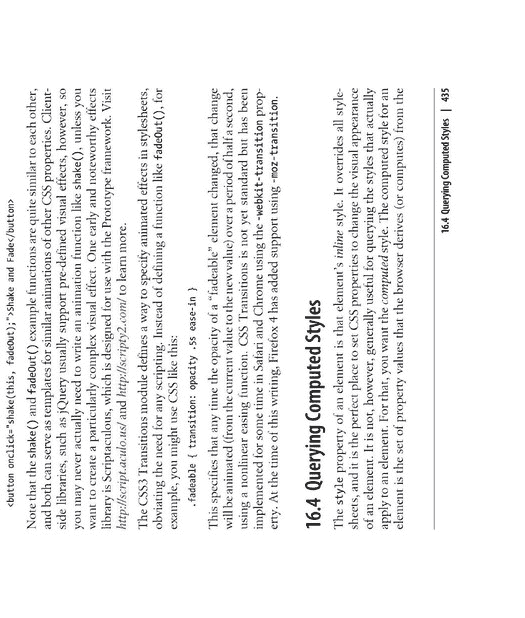 <button onclick="shake(this, fadeOut);">Shake and Fade</button>
Note that the shake() and fadeOut() example functions are quite similar to each other,
and both can serve as templates for similar animations of other CSS properties. Client-
side libraries, such as jQuery usually support pre-defined visual effects, however, so
you may never actually need to write an animation function like shake(), unless you
want to create a particularly complex visual effect. One early and noteworthy effects
library is Scriptaculous, which is designed for use with the Prototype framework. Visit
http://script.aculo.us/ and http://scripty2.com/ to learn more.
The CSS3 Transitions module defines a way to specify animated effects in stylesheets,
obviating the need for any scripting. Instead of defining a function like fadeOut(), for
example, you might use CSS like this:
.fadeable { transition: opacity .5s ease-in }
This specifies that any time the opacity of a "fadeable" element changed, that change
will be animated (from the current value to the new value) over a period of half a second,
using a nonlinear easing function. CSS Transitions is not yet standard but has been
implemented for some time in Safari and Chrome using the -webkit-transition prop-
erty. At the time of this writing, Firefox 4 has added support using -moz-transition.
16.4 Querying Computed Styles
The style property of an element is that element's inline style. It overrides all style-
sheets, and it is the perfect place to set CSS properties to change the visual appearance
of an element. It is not, however, generally useful for querying the styles that actually
apply to an element. For that, you want the computed style. The computed style for an
element is the set of property values that the browser derives (or computes) from the
16.4 Querying Computed Styles | 435